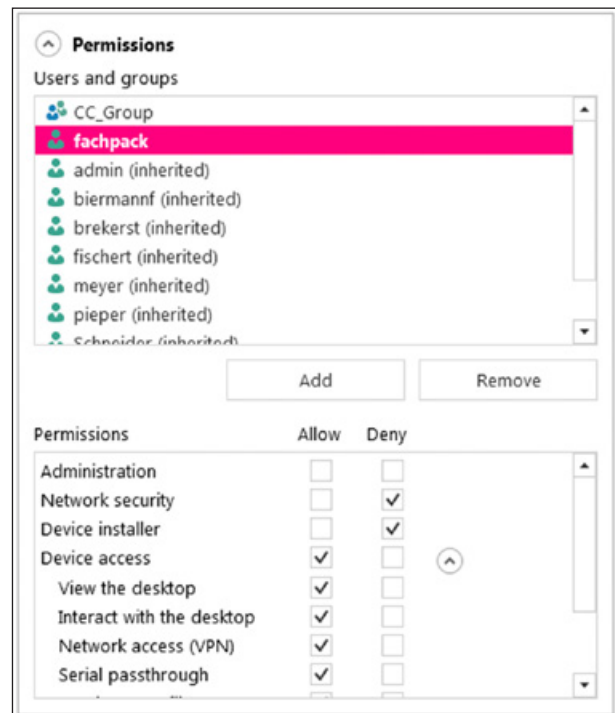 Permissions
Users and groups
CC_Group
fachpack
admin (inherited)
biermannf (inherited)
brekerst (inherited)
fischert (inherited)
meyer (inherited)
pieper (inherited)
Schneider (inherited)
Add Remove
Permissions Allow Deny
Administration
Network security
Device installer
Device access
View the desktop
Interact with the desktop
Network access (VPN)
Serial passthrough